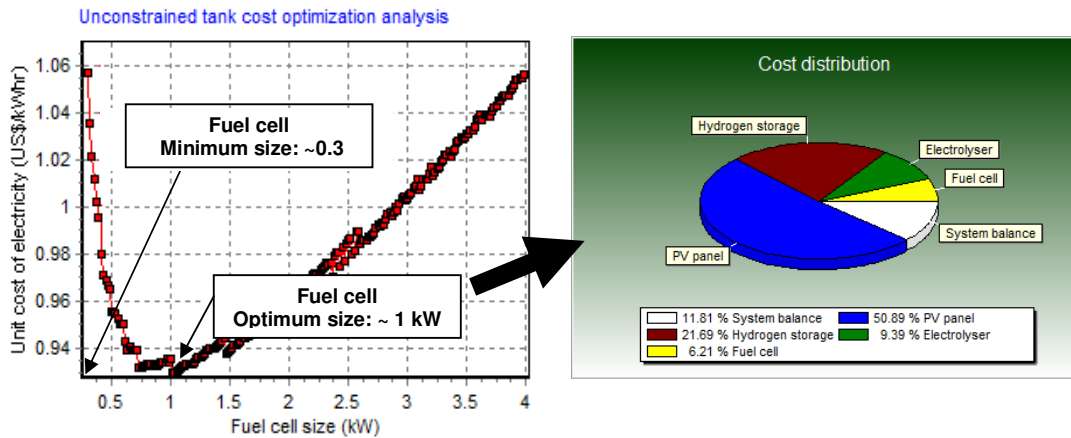 Unconstrained tank cost optimization analysis
Unit cost of electricity (US$/kWhr)
1.06
1.04
1.02
1
0.98
0.96
0.94
Fuel cell
Minimum size: ~0.3
Fuel cell
Optimum size: ~ 1 kW
0.5 1 1.5 2 2.5 3 3.5 4
Fuel cell size (kW)
Cost distribution
Hydrogen storage
Electrolyser
Fuel cell
System balance
PV panel
11.81 % System balance 50.89 % PV panel
21.69 % Hydrogen storage 9.39 % Electrolyser
6.21 % Fuel cell